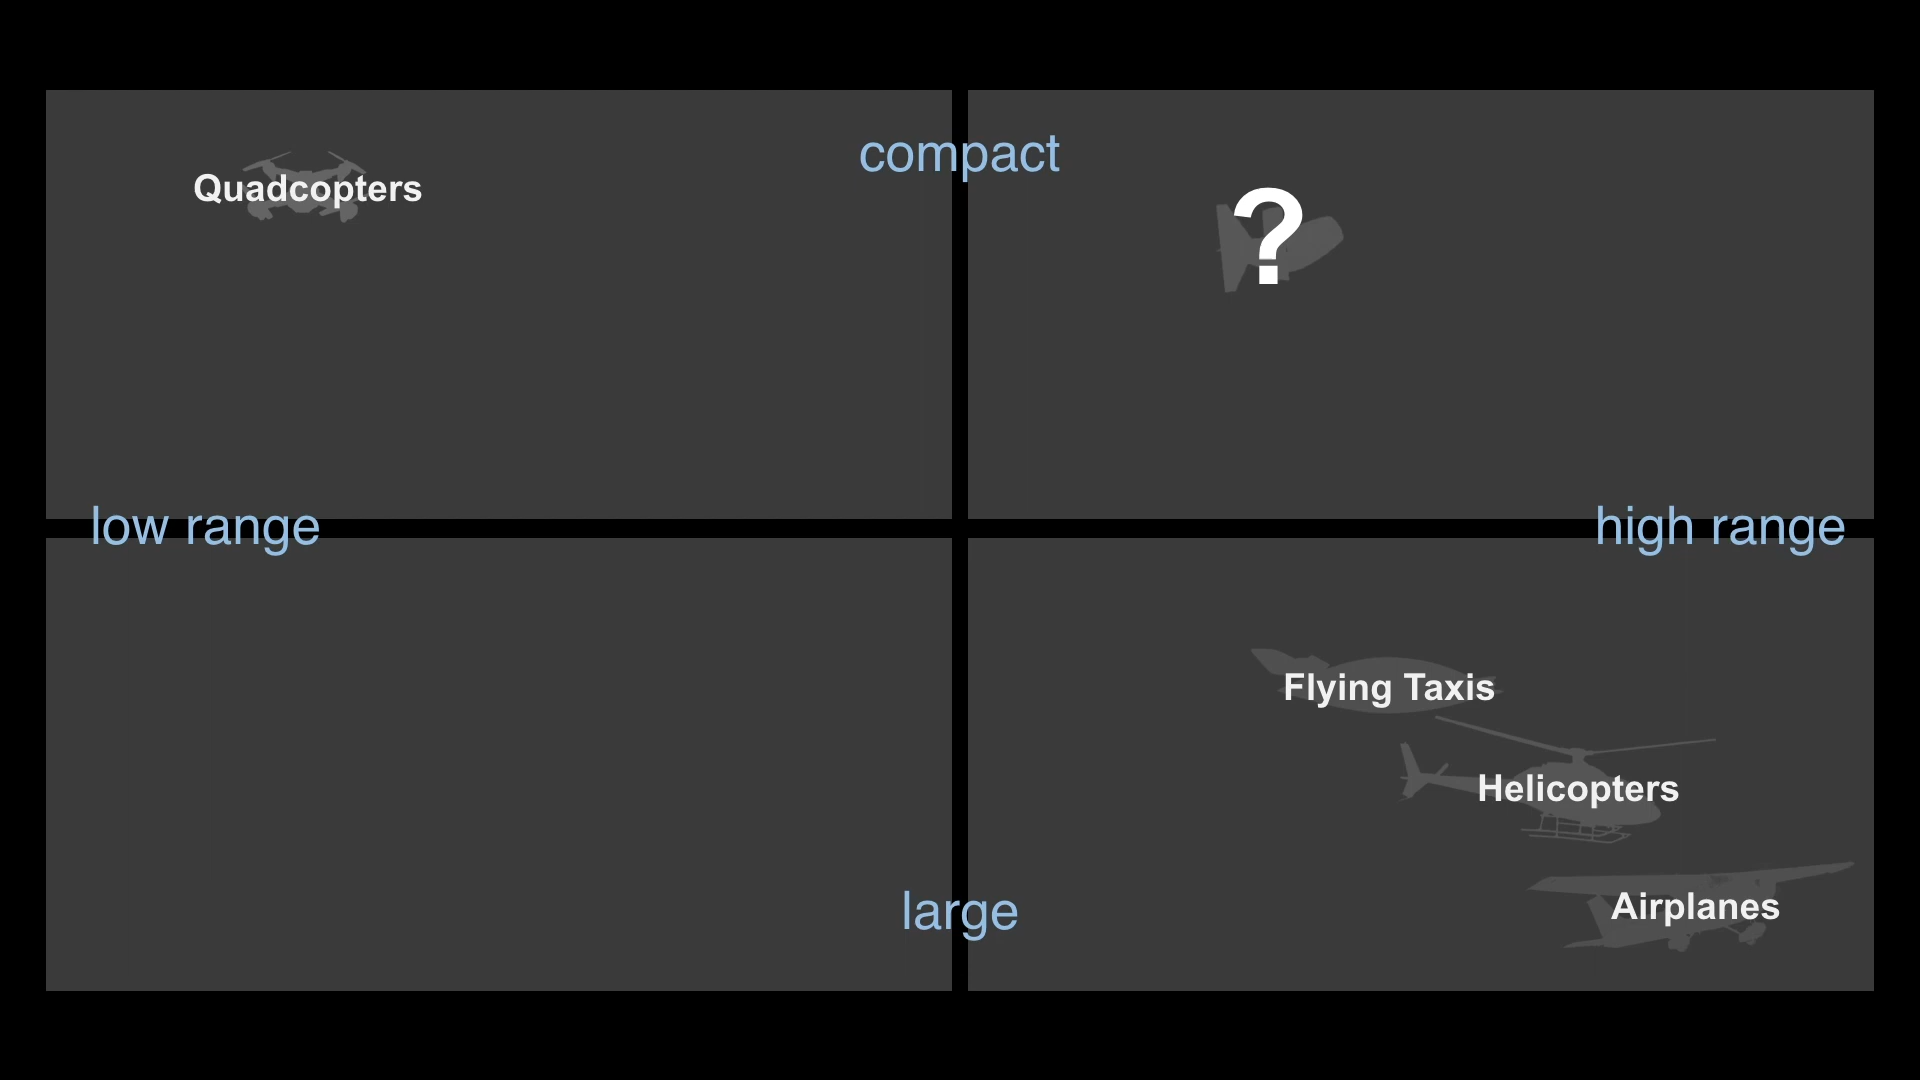 compact
Quadcopters
?
low range
high range
Flying Taxis
Helicopters
Airplanes
large